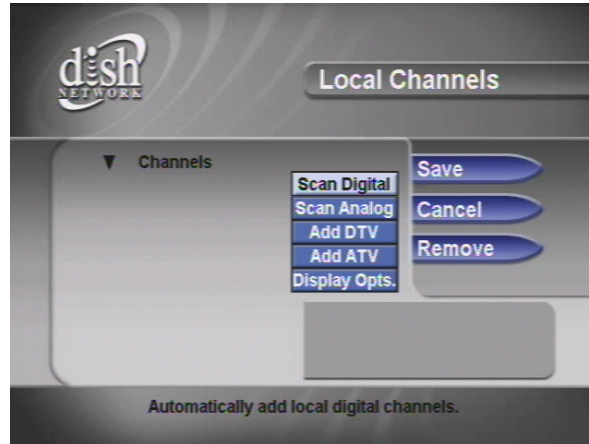 dish
NETWORK
Local Channels
▼ Channels
Scan Digital
Scan Analog
Add DTV
Add ATV
Display Opts.
Save
Cancel
Remove
Automatically add local digital channels.